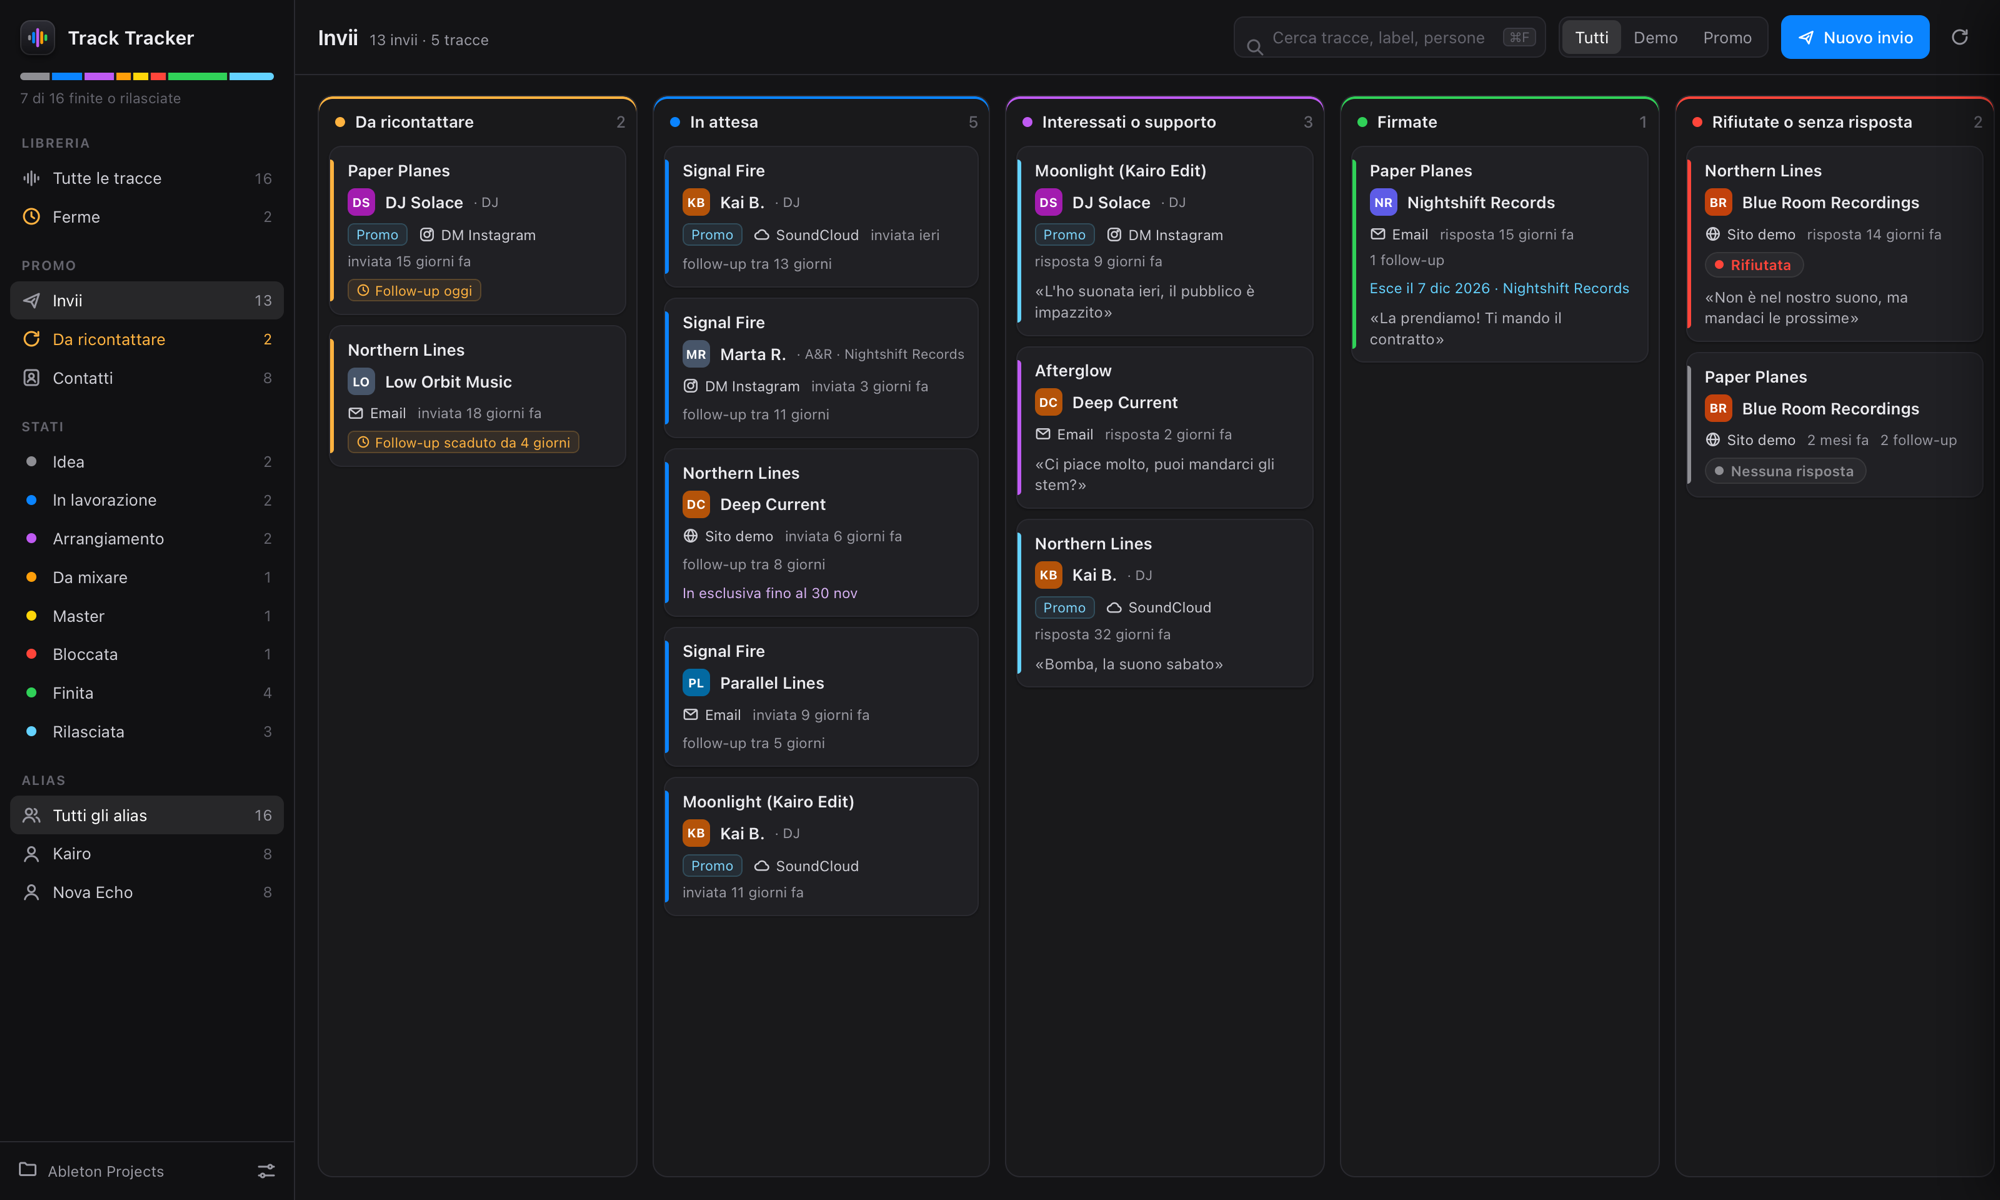 Track Tracker
7 di 16 finite o rilasciate
LIBRERIA
Tutte le tracce 16
Ferme 2
PROMO
Invii 13
Da ricontattare 2
Contatti 8
STATI
Idea 2
In lavorazione 2
Arrangiamento 2
Da mixare 1
Master 1
Bloccata 1
Finita 4
Rilasciata 3
ALIAS
Tutti gli alias 16
Kairo 8
Nova Echo 8
Ableton Projects
Invii 13 invii · 5 tracce
Cerca tracce, label, persone ⌘F
Tutti Demo Promo
Nuovo invio
Da ricontattare 2
Paper Planes
DS DJ Solace · DJ
Promo DM Instagram
inviata 15 giorni fa
Follow-up oggi
Northern Lines
LO Low Orbit Music
Email inviata 18 giorni fa
Follow-up scaduto da 4 giorni
In attesa 5
Signal Fire
KB Kai B. · DJ
Promo SoundCloud inviata ieri
follow-up tra 13 giorni
Signal Fire
MR Marta R. · A&R · Nightshift Records
DM Instagram inviata 3 giorni fa
follow-up tra 11 giorni
Northern Lines
DC Deep Current
Sito demo inviata 6 giorni fa
follow-up tra 8 giorni
In esclusiva fino al 30 nov
Signal Fire
PL Parallel Lines
Email inviata 9 giorni fa
follow-up tra 5 giorni
Moonlight (Kairo Edit)
KB Kai B. · DJ
Promo SoundCloud
inviata 11 giorni fa
Interessati o supporto 3
Moonlight (Kairo Edit)
DS DJ Solace · DJ
Promo DM Instagram
risposta 9 giorni fa
«L'ho suonata ieri, il pubblico è
impazzito»
Afterglow
DC Deep Current
Email risposta 2 giorni fa
«Ci piace molto, puoi mandarci gli
stem?»
Northern Lines
KB Kai B. · DJ
Promo SoundCloud
risposta 32 giorni fa
«Bomba, la suono sabato»
Firmate 1
Paper Planes
NR Nightshift Records
Email risposta 15 giorni fa
1 follow-up
Esce il 7 dic 2026 · Nightshift Records
«La prendiamo! Ti mando il
contratto»
Rifiutate o senza risposta 2
Northern Lines
BR Blue Room Recordings
Sito demo risposta 14 giorni fa
Rifiutata
«Non è nel nostro suono, ma
mandaci le prossime»
Paper Planes
BR Blue Room Recordings
Sito demo 2 mesi fa 2 follow-up
Nessuna risposta